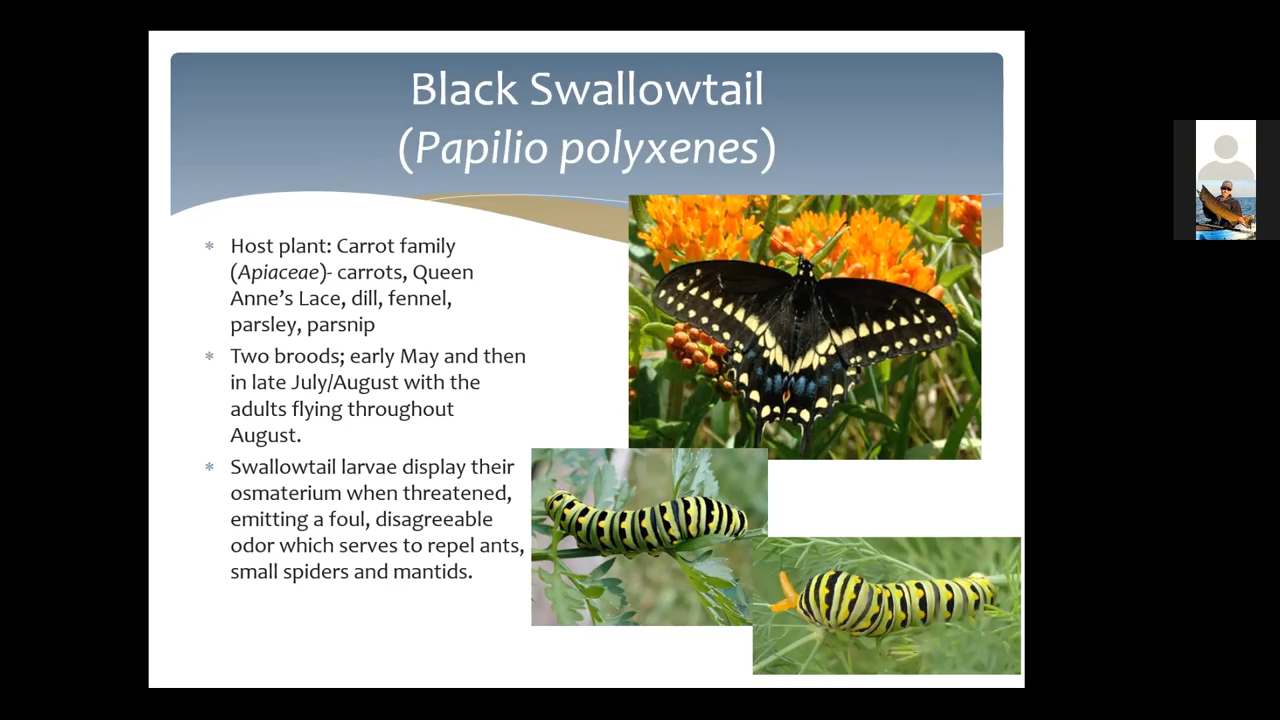 Black Swallowtail
(Papilio polyxenes)
* Host plant: Carrot family
(Apiaceae)- carrots, Queen
Anne's Lace, dill, fennel,
parsley, parsnip
* Two broods; early May and then
in late July/August with the
adults flying throughout
August.
* Swallowtail larvae display their
osmaterium when threatened,
emitting a foul, disagreeable
odor which serves to repel ants,
small spiders and mantids.